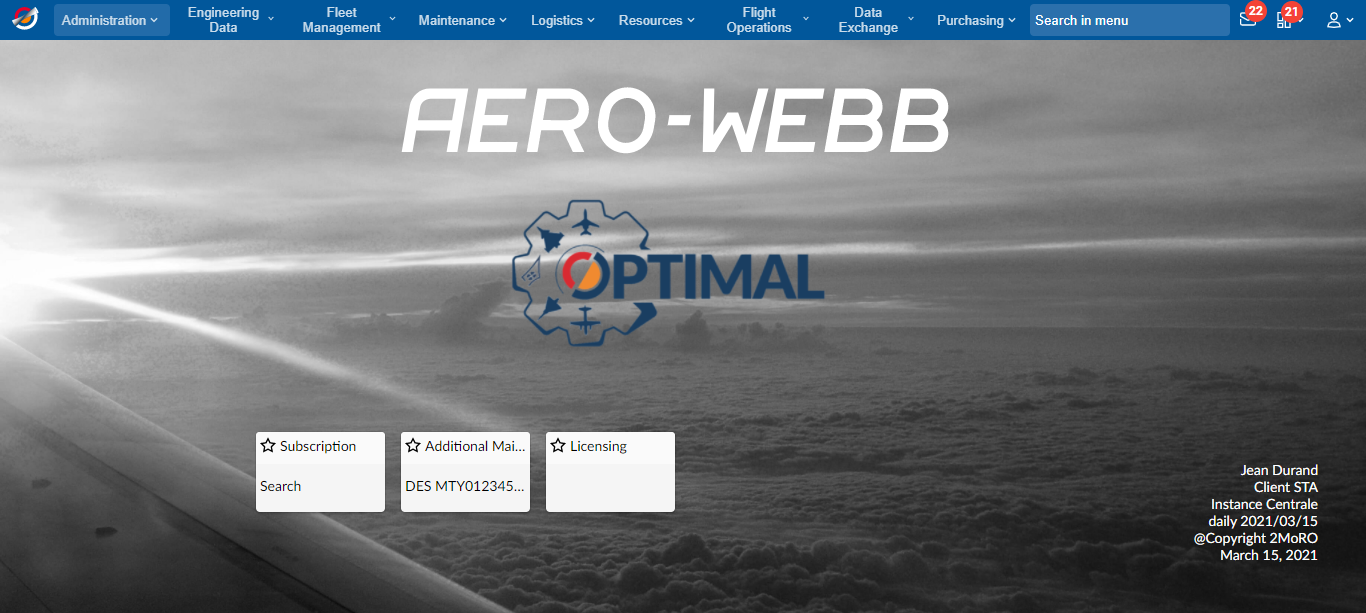 Administration
Engineering
Data
Fleet
Management
Maintenance
Logistics
Resources
Flight
Operations
Data
Exchange
Purchasing
Search in menu
22
21
AERO-WEBB
OPTIMAL
Subscription
Additional Mai...
Licensing
Search
DES MTY012345...
Jean Durand
Client STA
Instance Centrale
daily 2021/03/15
@Copyright 2MoRO
March 15, 2021